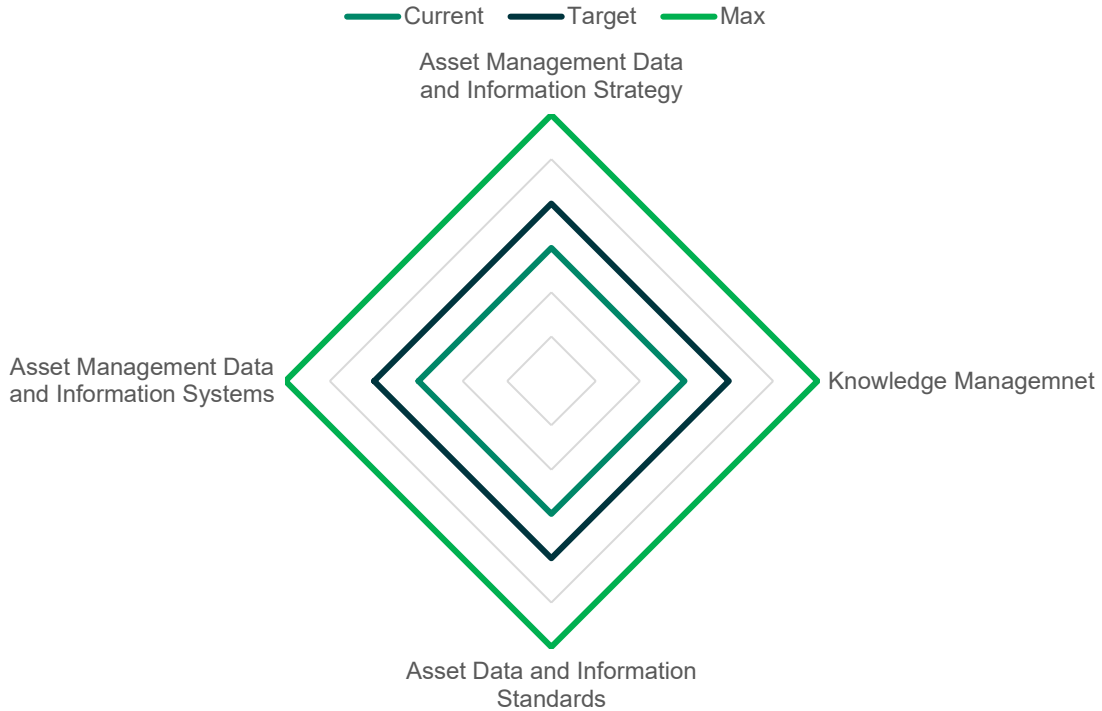 Current Target Max
Asset Management Data
and Information Strategy
Asset Management Data
and Information Systems
Knowledge Managemnet
Asset Data and Information
Standards